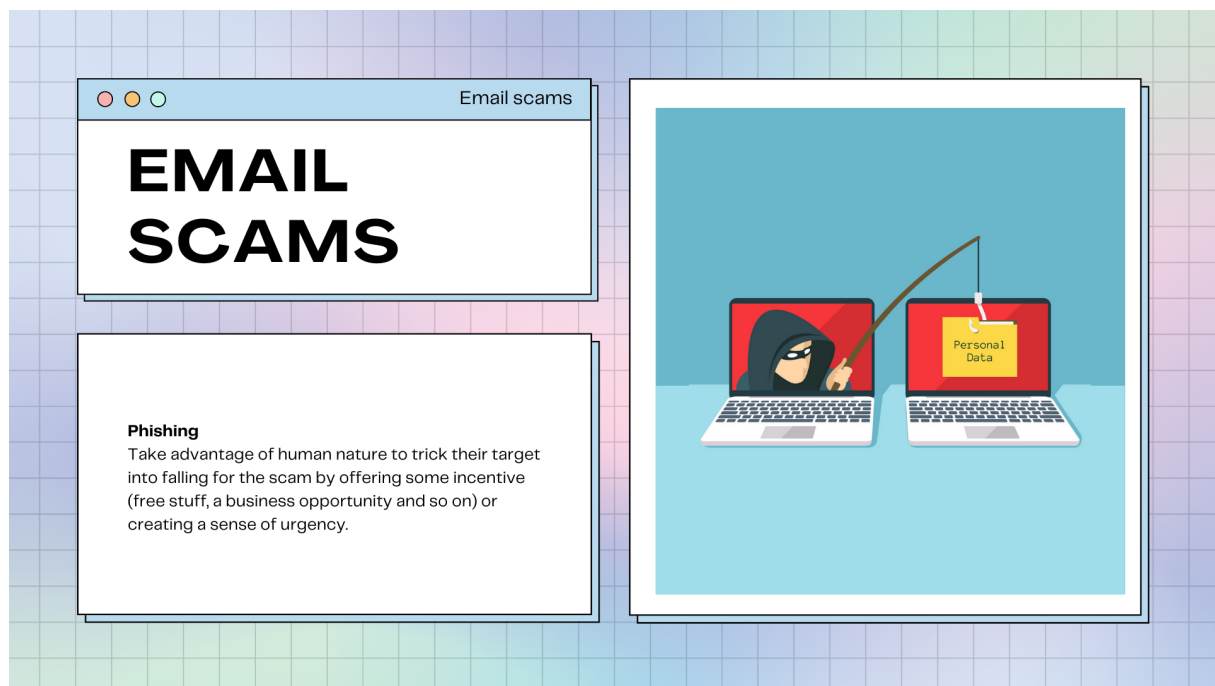 Email scams
EMAIL
SCAMS
Phishing
Take advantage of human nature to trick their target
into falling for the scam by offering some incentive
(free stuff, a business opportunity and so on) or
creating a sense of urgency.
Personal
Data